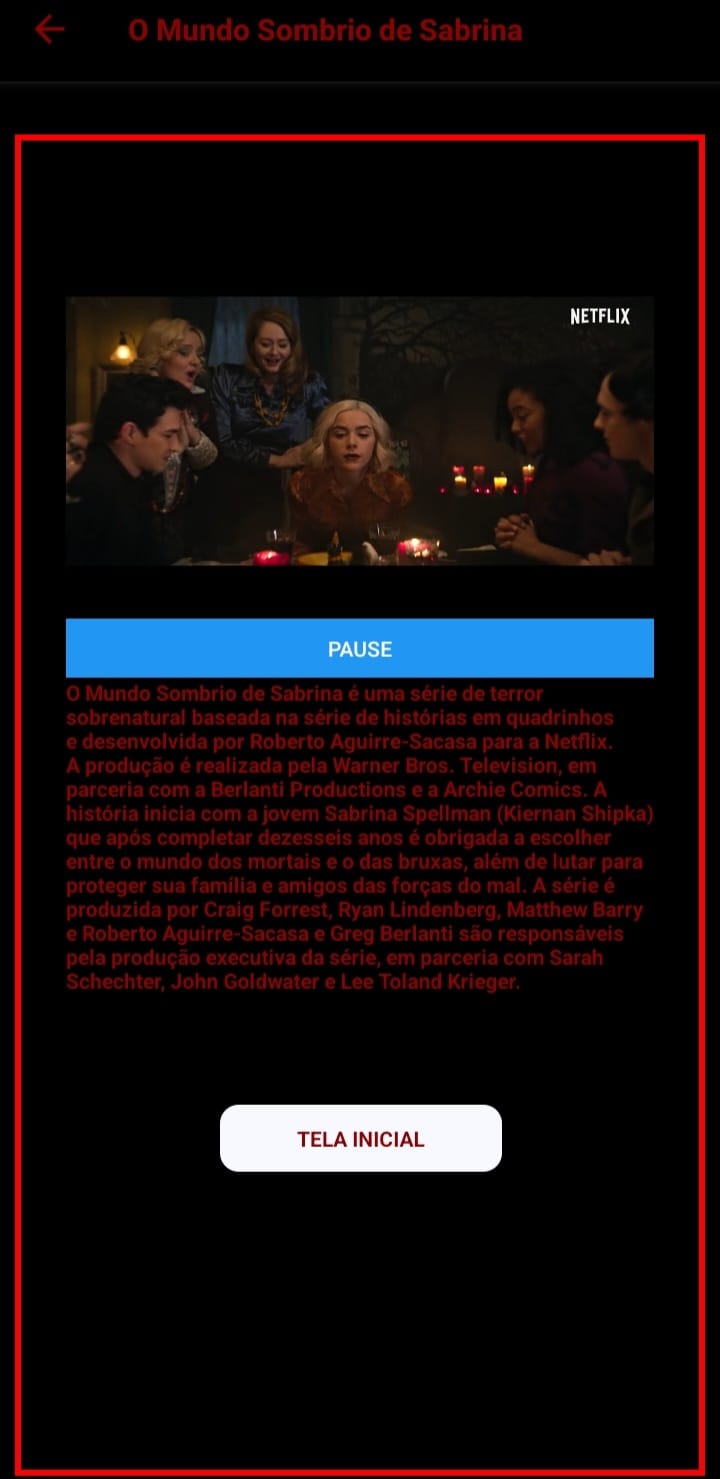 O Mundo Sombrio de Sabrina
NETFLIX
PAUSE
O Mundo Sombrio de Sabrina é uma série de terror
sobrenatural baseada na série de histórias em quadrinhos
e desenvolvida por Roberto Aguirre-Sacasa para a Netflix.
A produção é realizada pela Warner Bros. Television, em
parceria com a Berlanti Productions e a Archie Comics. A
história inicia com a jovem Sabrina Spellman (Kiernan Shipka)
que após completar dezesseis anos é obrigada a escolher
entre o mundo dos mortais e o das bruxas, além de lutar para
proteger sua família e amigos das forças do mal. A série é
produzida por Craig Forrest, Ryan Lindenberg, Matthew Barry
e Roberto Aguirre-Sacasa e Greg Berlanti são responsáveis
pela produção executiva da série, em parceria com Sarah
Schechter, John Goldwater e Lee Toland Krieger.
TELA INICIAL